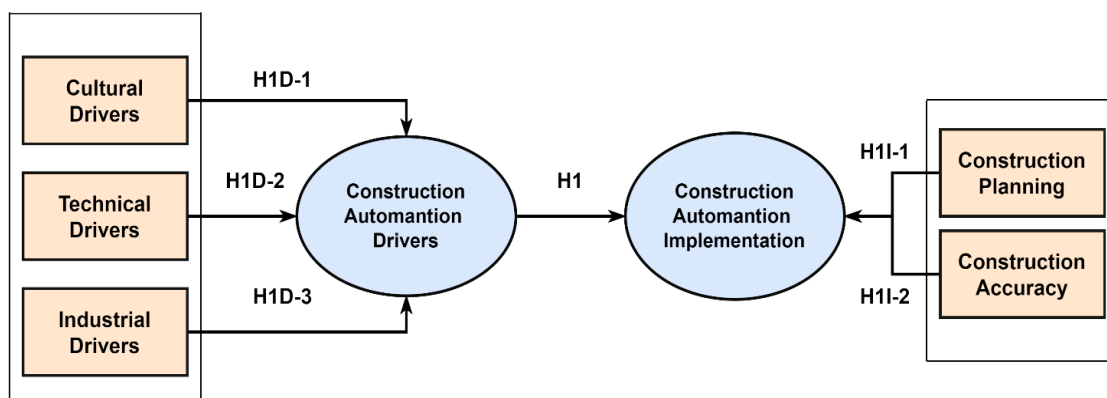 Cultural
Drivers
H1D-1
Technical
Drivers
H1D-2
Industrial
Drivers
H1D-3
Construction
Automantion
Drivers
H1
Construction
Automantion
Implementation
H1I-1
Construction
Planning
H1I-2
Construction
Accuracy